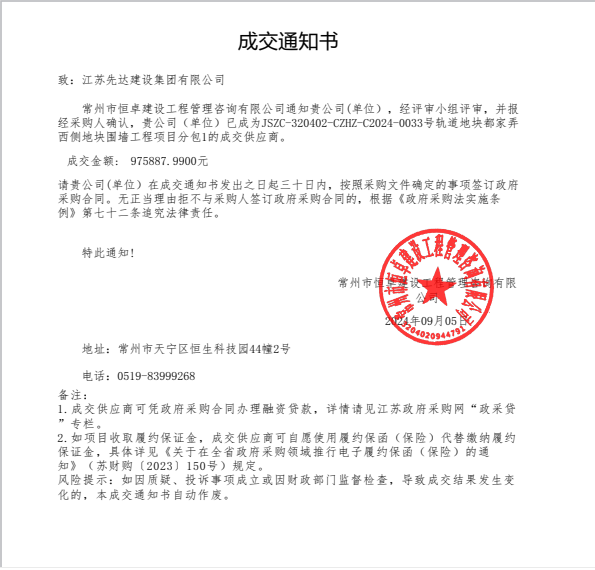 成交通知书
致：江苏先达建设集团有限公司
常州市恒卓建设工程管理咨询有限公司通知贵公司(单位），经评审小组评审，并报
经采购人确认，贵公司（单位）已成为JSZC-320402-CZHZ-C2024-0033号轨道地块都家弄
西侧地块围墙工程项目分包1的成交供应商。
成交金额： 975887.9900元
请贵公司(单位）在成交通知书发出之日起三十日内，按照采购文件确定的事项签订政府
采购合同。无正当理由拒不与采购人签订政府采购合同的，根据《政府采购法实施条
例》第七十二条追究法律责任。
特此通知!
常州市恒卓建设工程管理咨询有限
公司
2024年09月05日
常州市恒卓建设工程管理咨询有限公司
3204020944791
地址：常州市天宁区恒生科技园44幢2号
电话：0519-83999268
备注：
1.成交供应商可凭政府采购合同办理融资贷款，详情请见江苏政府采购网“政采贷
”专栏。
2.如项目收取履约保证金，成交供应商可自愿使用履约保函（保险）代替缴纳履约
保证金，具体详见《关于在全省政府采购领域推行电子履约保函（保险）的通
知》（苏财购〔2023〕150号）规定。
风险提示：如因质疑、投诉事项成立或因财政部门监督检查，导致成交结果发生变
化的，本成交通知书自动作废。